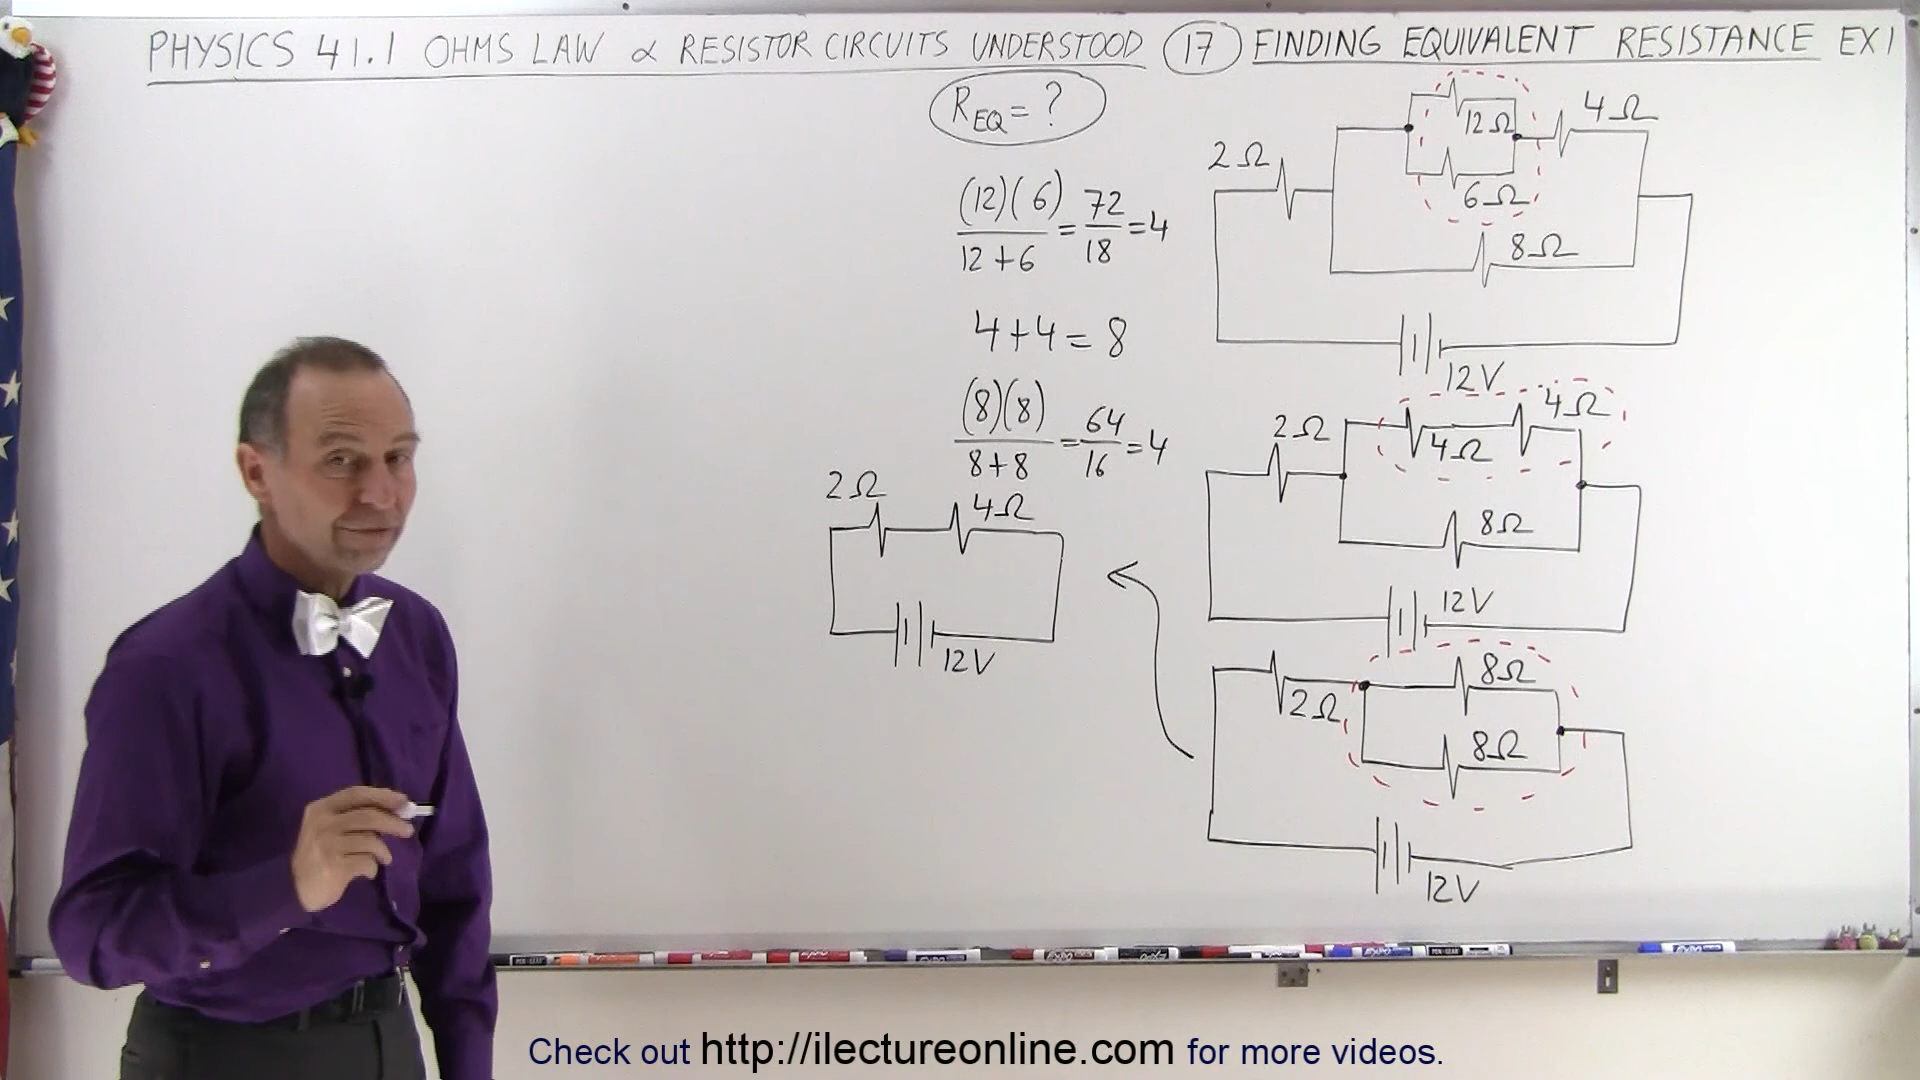 PHYSICS 41.1 OHMS LAW & RESISTOR CIRCUITS UNDERSTOOD (17) FINDING EQUIVALENT RESISTANCE EX 1
R_EQ = ?
(12)(6)/12+6 = 72/18 = 4
4+4 = 8
(8)(8)/8+8 = 64/16 = 4
2Ω 4Ω
12V
2Ω
12Ω
4Ω
6Ω
8Ω
12V
2Ω
4Ω
4Ω
8Ω
12V
2Ω
8Ω
8Ω
12V
Check out http://ilectureonline.com for more videos.